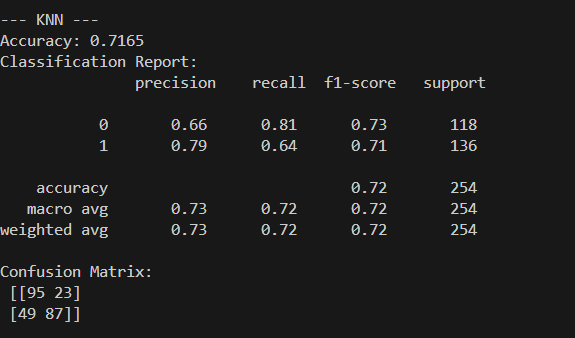 --- KNN ---
Accuracy: 0.7165
Classification Report:
              precision    recall  f1-score   support

           0       0.66      0.81      0.73       118
           1       0.79      0.64      0.71       136

    accuracy                           0.72       254
   macro avg       0.73      0.72      0.72       254
weighted avg       0.73      0.72      0.72       254

Confusion Matrix:
 [[95 23]
 [49 87]]